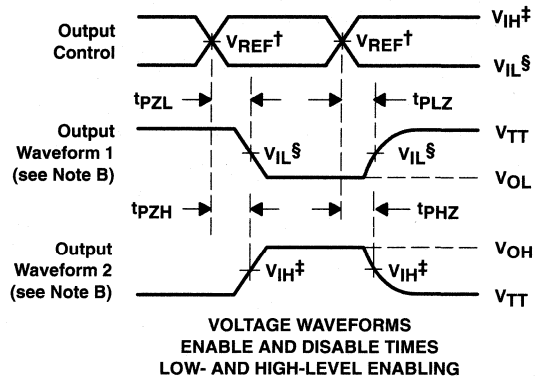 Output
Control
VREF†
VREF†
VIH‡
VIL§
tPZL
tPLZ
Output
Waveform 1
(see Note B)
VIL§
VIL§
VTT
VOL
tPZH
tPHZ
Output
Waveform 2
(see Note B)
VIH‡
VIH‡
VOH
VTT
VOLTAGE WAVEFORMS
ENABLE AND DISABLE TIMES
LOW- AND HIGH-LEVEL ENABLING